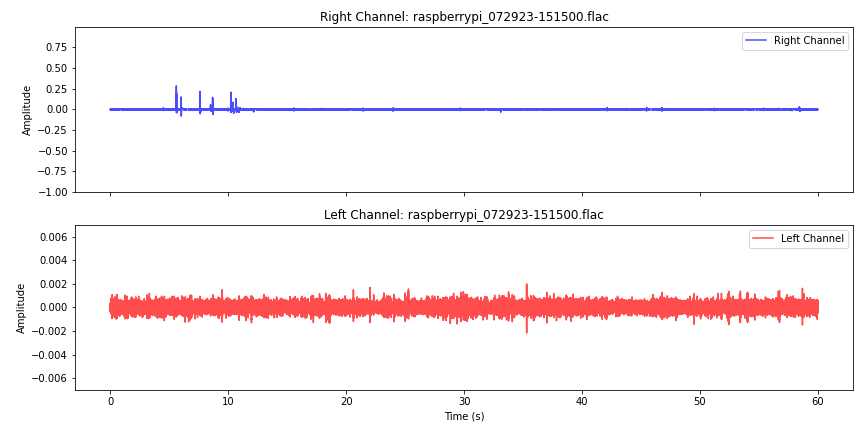 Right Channel: raspberrypi_072923-151500.flac
Right Channel
0.75
0.50
0.25
0.00
−0.25
−0.50
−0.75
−1.00
Amplitude
Left Channel: raspberrypi_072923-151500.flac
Left Channel
0.006
0.004
0.002
0.000
−0.002
−0.004
−0.006
Amplitude
0 10 20 30 40 50 60
Time (s)